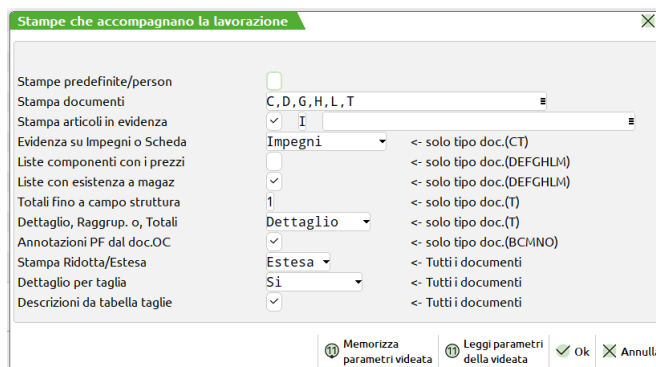 Stampe che accompagnano la lavorazione
Stampe predefinite/person
Stampa documenti C,D,G,H,L,T
Stampa articoli in evidenza I
Evidenza su Impegni o Scheda Impegni <- solo tipo doc.(CT)
Liste componenti con i prezzi <- solo tipo doc.(DEFGHLM)
Liste con esistenza a magaz <- solo tipo doc.(DEFGHLM)
Totali fino a campo struttura 1 <- solo tipo doc.(T)
Dettaglio, Raggrup. o, Totali Dettaglio <- solo tipo doc.(T)
Annotazioni PF dal doc.OC <- solo tipo doc.(BCMNO)
Stampa Ridotta/Estesa Estesa <- Tutti i documenti
Dettaglio per taglia Si <- Tutti i documenti
Descrizioni da tabella taglie <- Tutti i documenti
11 Memorizza parametri videata 11 Leggi parametri della videata Ok Annulla